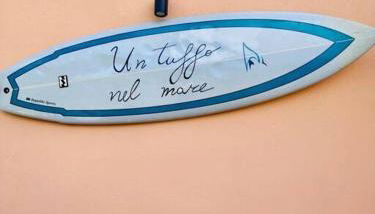 Un tuffo
nel mare